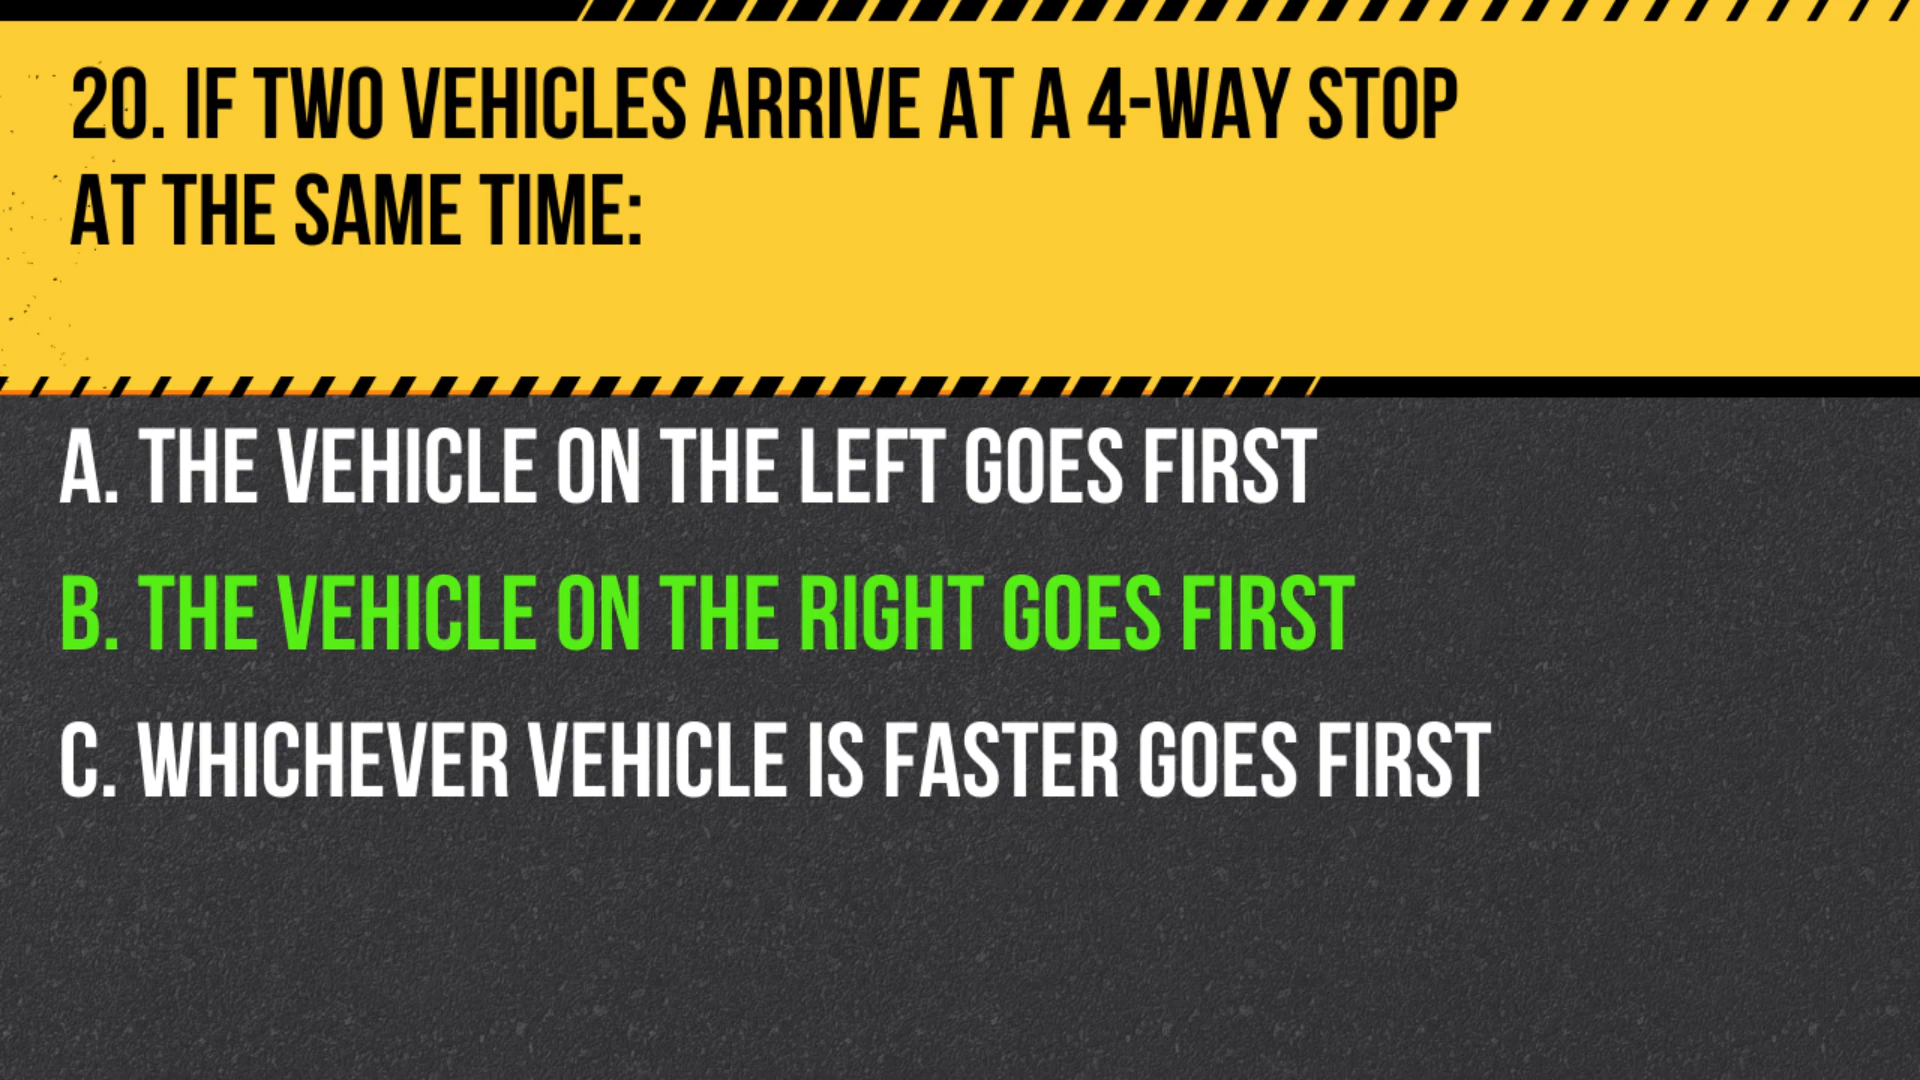 20. IF TWO VEHICLES ARRIVE AT A 4-WAY STOP
AT THE SAME TIME:
A. THE VEHICLE ON THE LEFT GOES FIRST
B. THE VEHICLE ON THE RIGHT GOES FIRST
C. WHICHEVER VEHICLE IS FASTER GOES FIRST